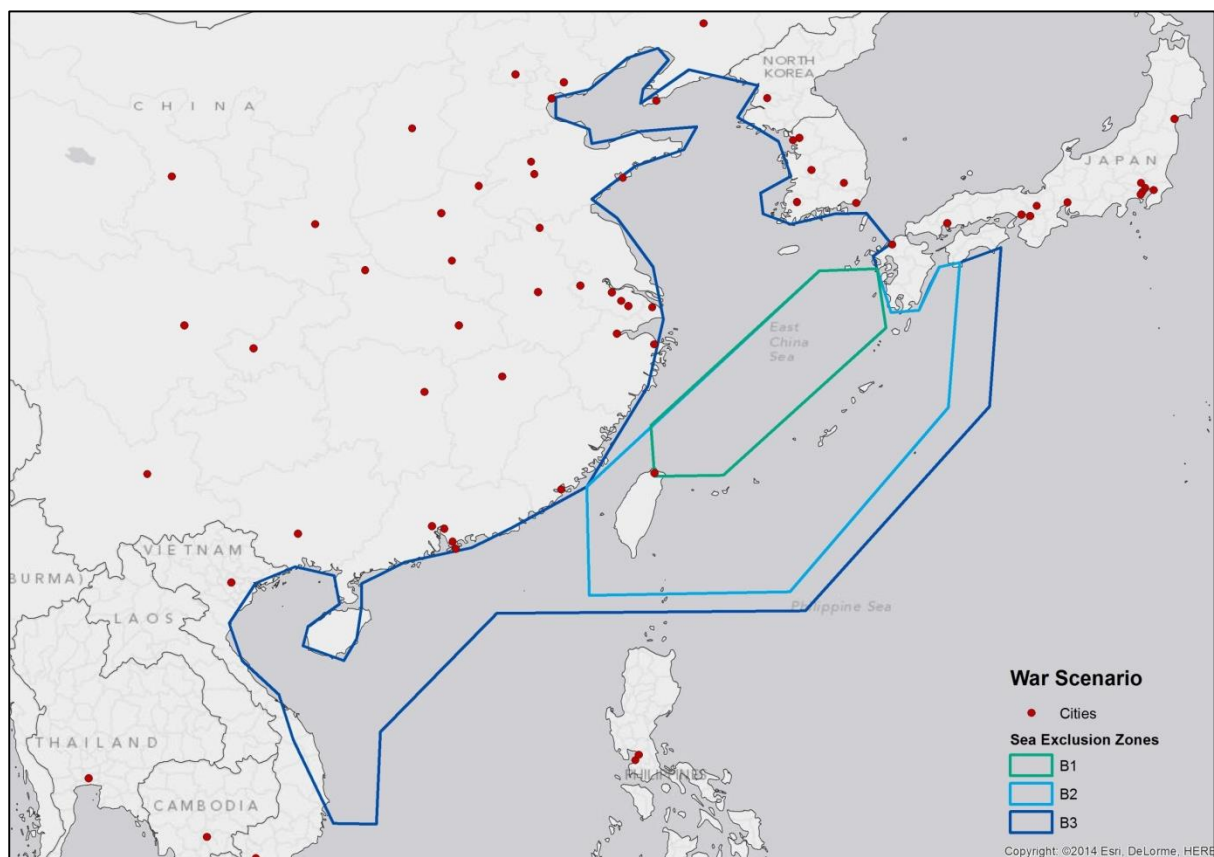 NORTH
KOREA
CHINA
JAPAN
East
China
Sea
VIETNAM
BURMA)
LAOS
Philippine Sea
THAILAND
PHILIPPINES
CAMBODIA
War Scenario
Cities
Sea Exclusion Zones
B1
B2
B3
Copyright: ©2014 Esri, DeLorme, HERE